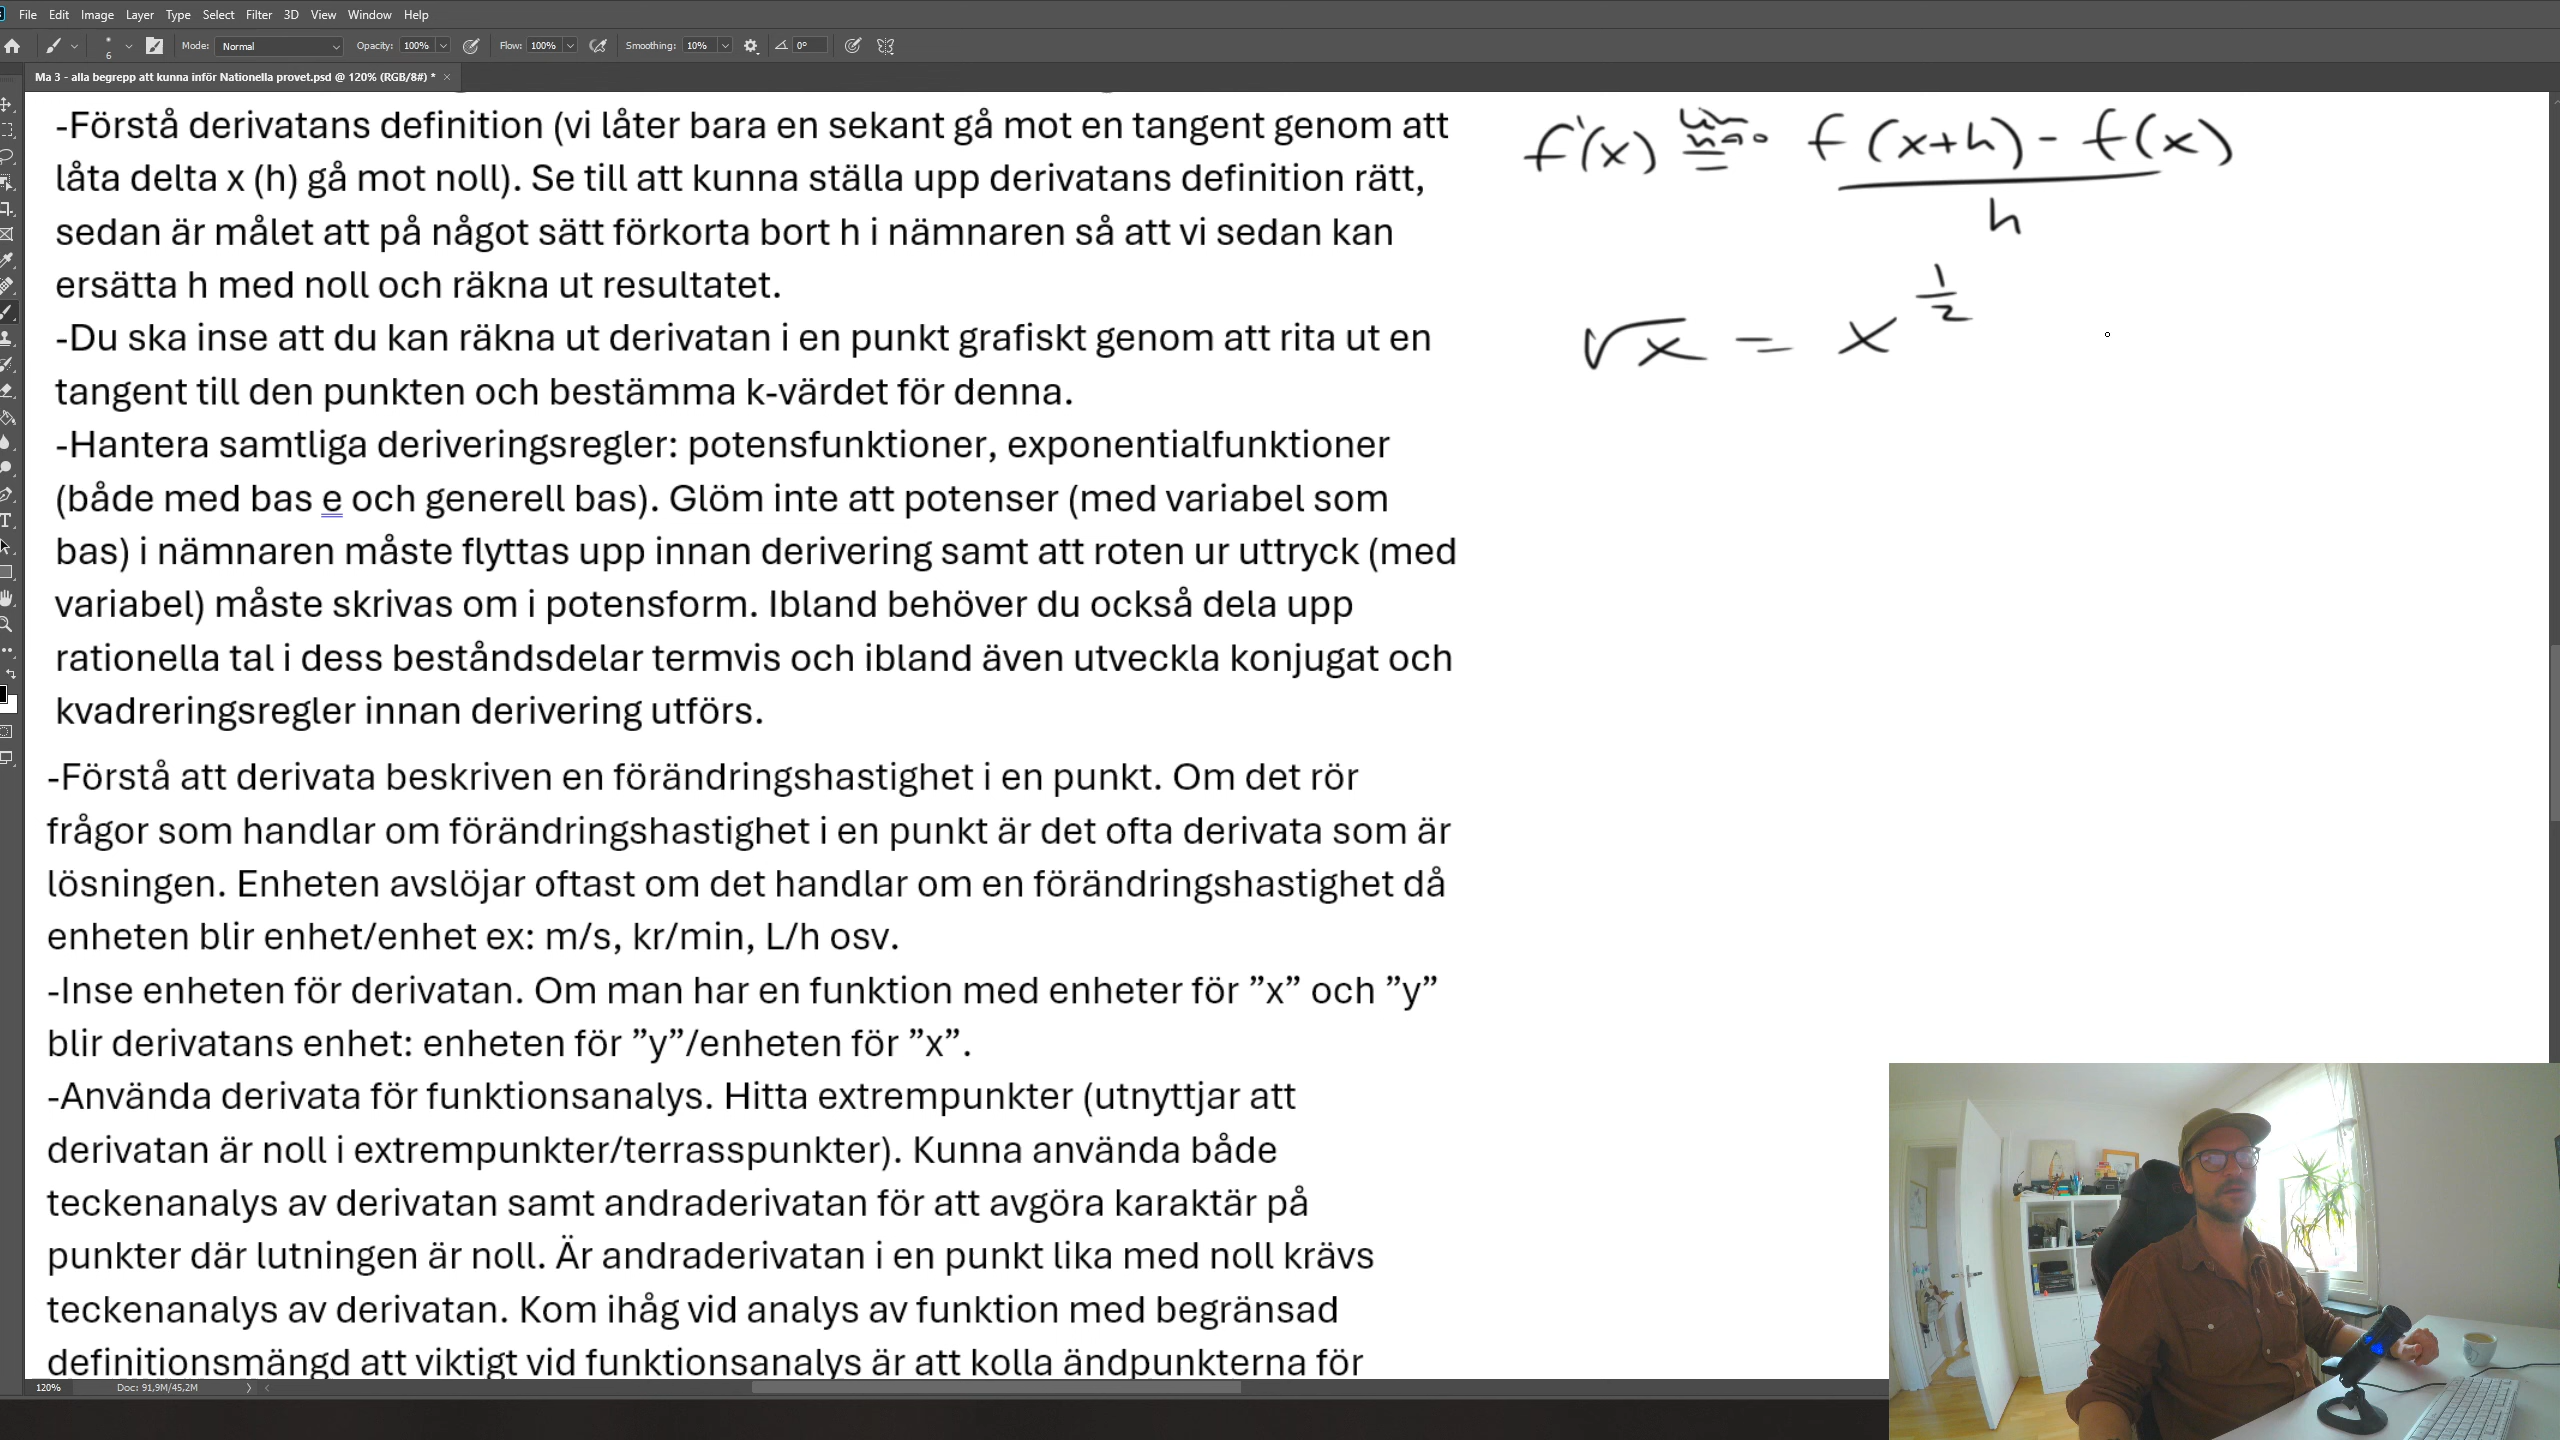 File Edit Image Layer Type Select Filter 3D View Window Help
6 Mode: Normal Opacity: 100% Flow: 100% Smoothing: 10% 0°
Ma 3 - alla begrepp att kunna inför Nationella provet.psd @ 120% (RGB/8#) * ×
-Förstå derivatans definition (vi låter bara en sekant gå mot en tangent genom att
låta delta x (h) gå mot noll). Se till att kunna ställa upp derivatans definition rätt,
sedan är målet att på något sätt förkorta bort h i nämnaren så att vi sedan kan
ersätta h med noll och räkna ut resultatet.
-Du ska inse att du kan räkna ut derivatan i en punkt grafiskt genom att rita ut en
tangent till den punkten och bestämma k-värdet för denna.
-Hantera samtliga deriveringsregler: potensfunktioner, exponentialfunktioner
(både med bas e och generell bas). Glöm inte att potenser (med variabel som
bas) i nämnaren måste flyttas upp innan derivering samt att roten ur uttryck (med
variabel) måste skrivas om i potensform. Ibland behöver du också dela upp
rationella tal i dess beståndsdelar termvis och ibland även utveckla konjugat och
kvadreringsregler innan derivering utförs.
-Förstå att derivata beskriven en förändringshastighet i en punkt. Om det rör
frågor som handlar om förändringshastighet i en punkt är det ofta derivata som är
lösningen. Enheten avslöjar oftast om det handlar om en förändringshastighet då
enheten blir enhet/enhet ex: m/s, kr/min, L/h osv.
-Inse enheten för derivatan. Om man har en funktion med enheter för ”x” och ”y”
blir derivatans enhet: enheten för ”y”/enheten för ”x”.
-Använda derivata för funktionsanalys. Hitta extrempunkter (utnyttjar att
derivatan är noll i extrempunkter/terrasspunkter). Kunna använda både
teckenanalys av derivatan samt andraderivatan för att avgöra karaktär på
punkter där lutningen är noll. Är andraderivatan i en punkt lika med noll krävs
teckenanalys av derivatan. Kom ihåg vid analys av funktion med begränsad
definitionsmängd att viktigt vid funktionsanalys är att kolla ändpunkterna för
lim
f'(x) = f(x+h) - f(x)
h→0
h
√x = x^(1/2)
120% Doc: 91,9M/45,2M